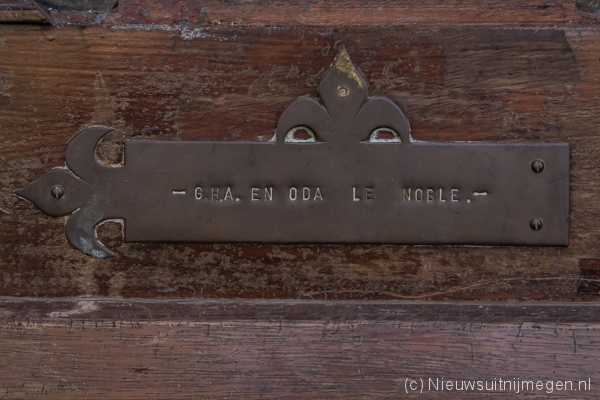 – G.H.A. EN ODA LE NOBLE. –
(c) Nieuwsuitnijmegen.nl